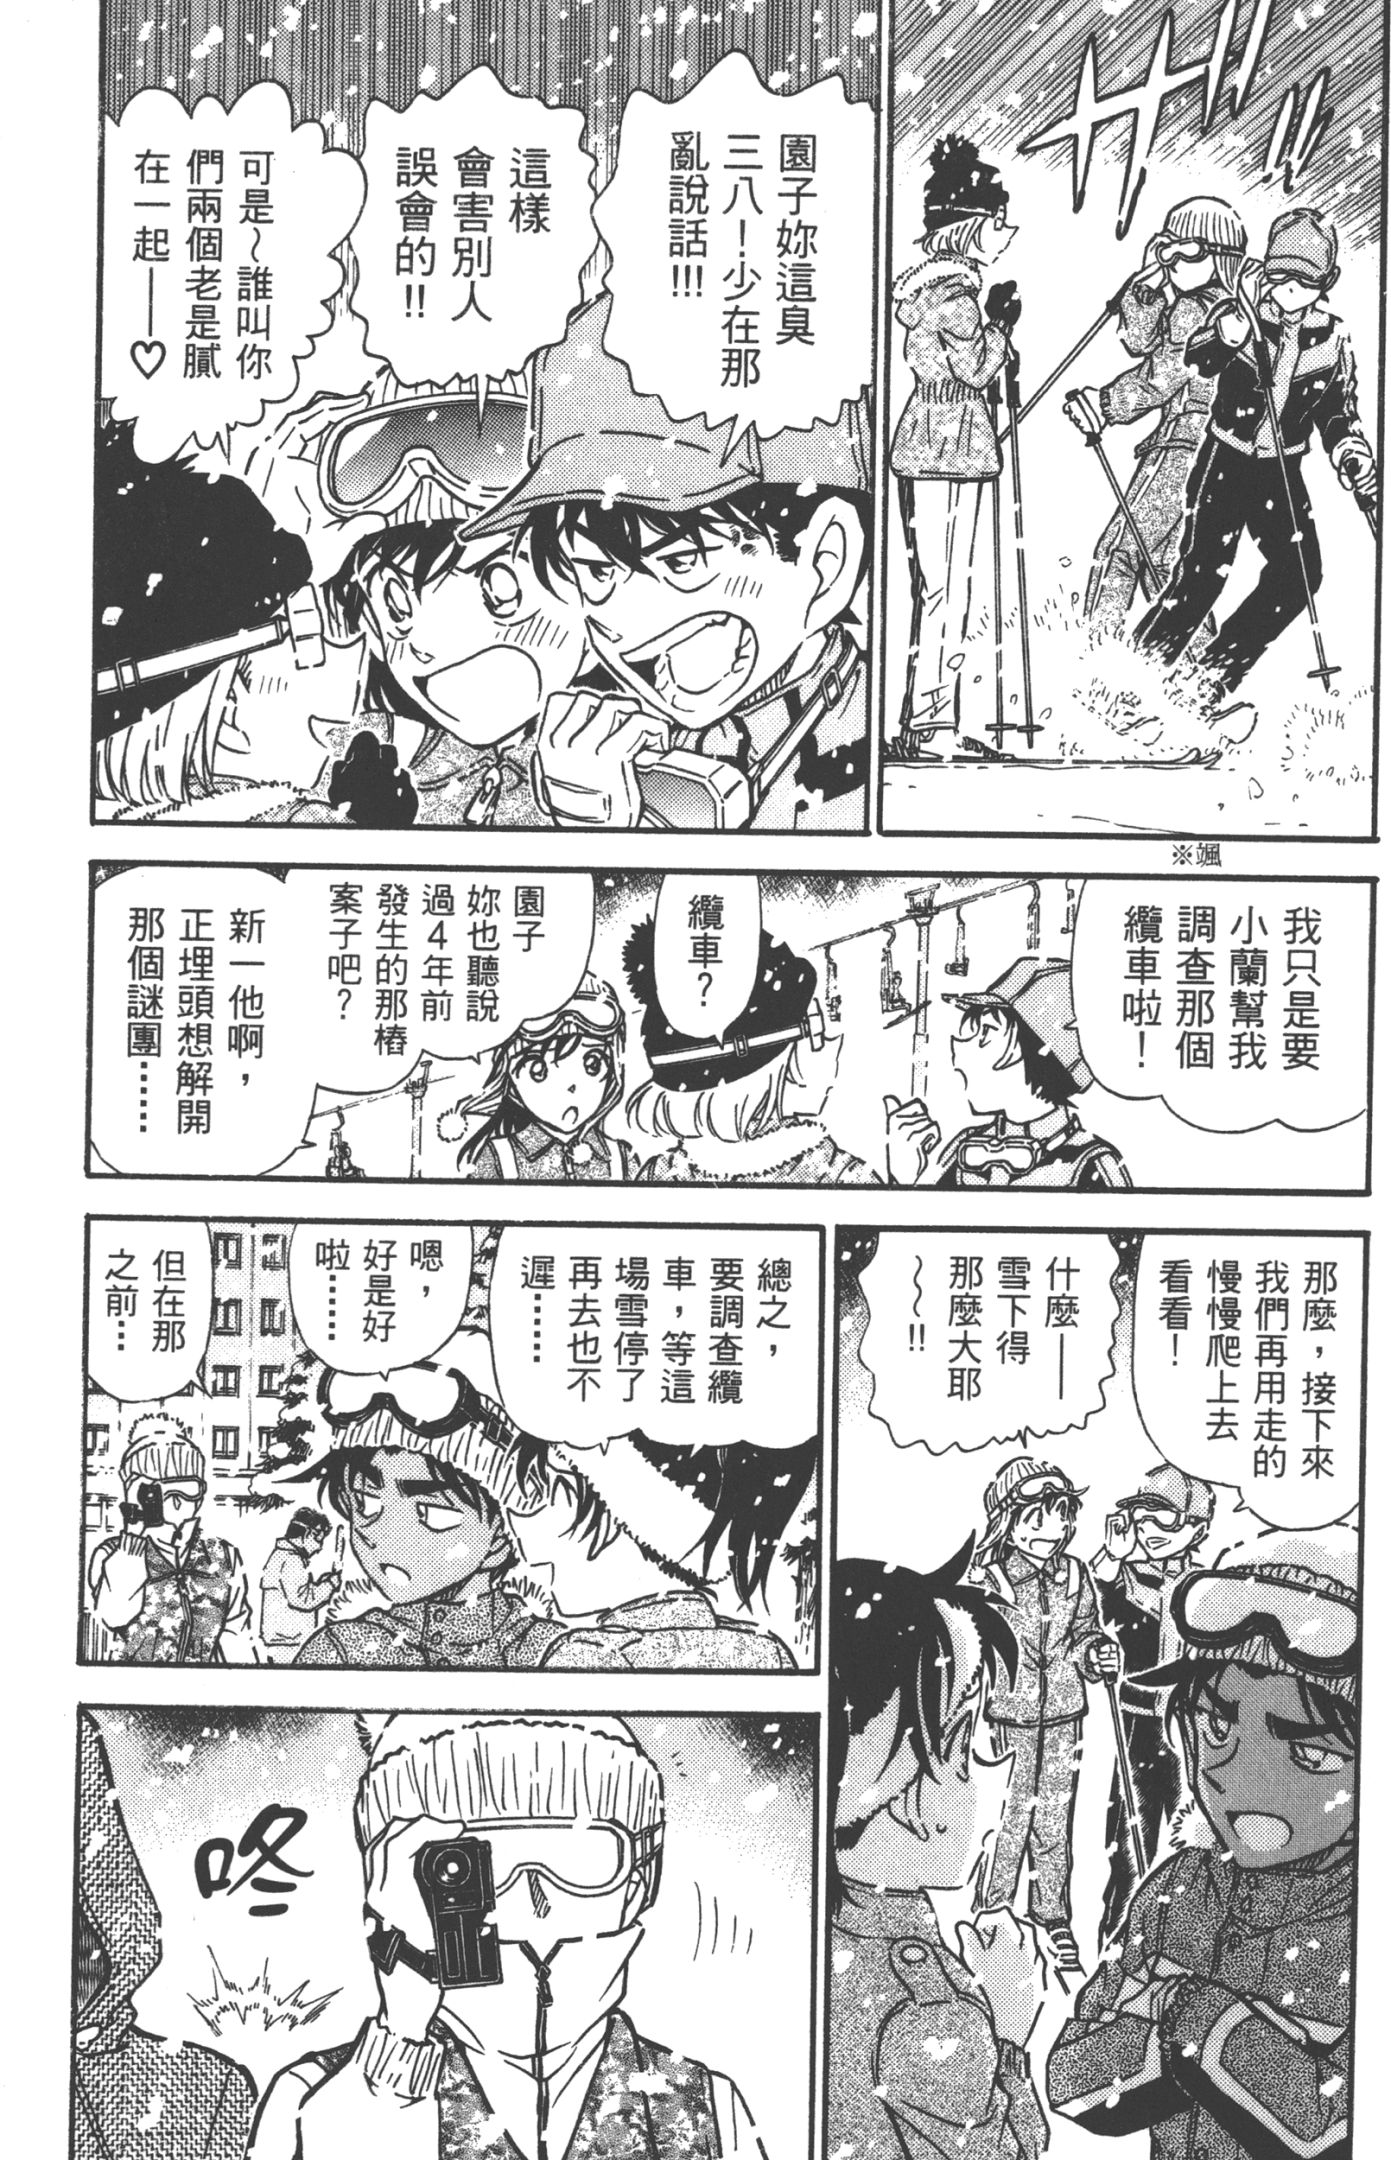 ザッ
※颯
園子妳這臭
三八！少在那
亂說話!!!
這樣
會害別人
誤會的!!
可是～誰叫你
們兩個老是膩
在一起——♡
我只是要
小蘭幫我
調查那個
纜車啦！
纜車？
園子
妳也聽說
過4年前
發生的那樁
案子吧？
新一他啊，
正埋頭想解開
那個謎團⋯⋯
那麼，接下來
我們再用走的
慢慢爬上去
看看！
什麼——
雪下得
那麼大耶
～～!!
總之，
要調查纜
車，等這
場雪停了
再去也不
遲⋯⋯
嗯，
好是好
啦⋯⋯
但在那
之前⋯
咚